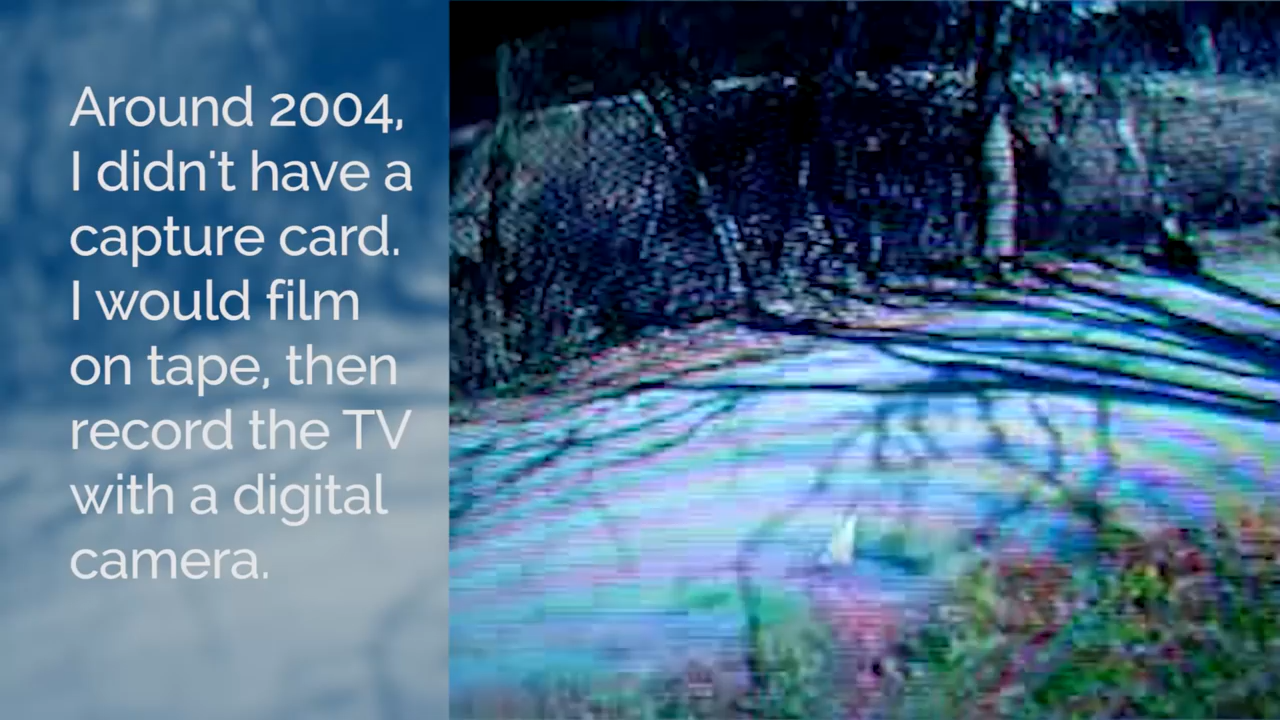 Around 2004,
I didn't have a
capture card.
I would film
on tape, then
record the TV
with a digital
camera.